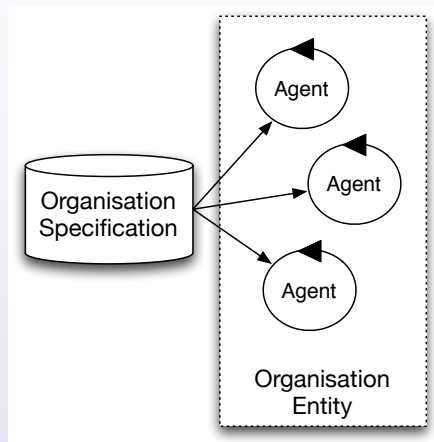 Agent
Agent
Organisation
Specification
Agent
Organisation
Entity